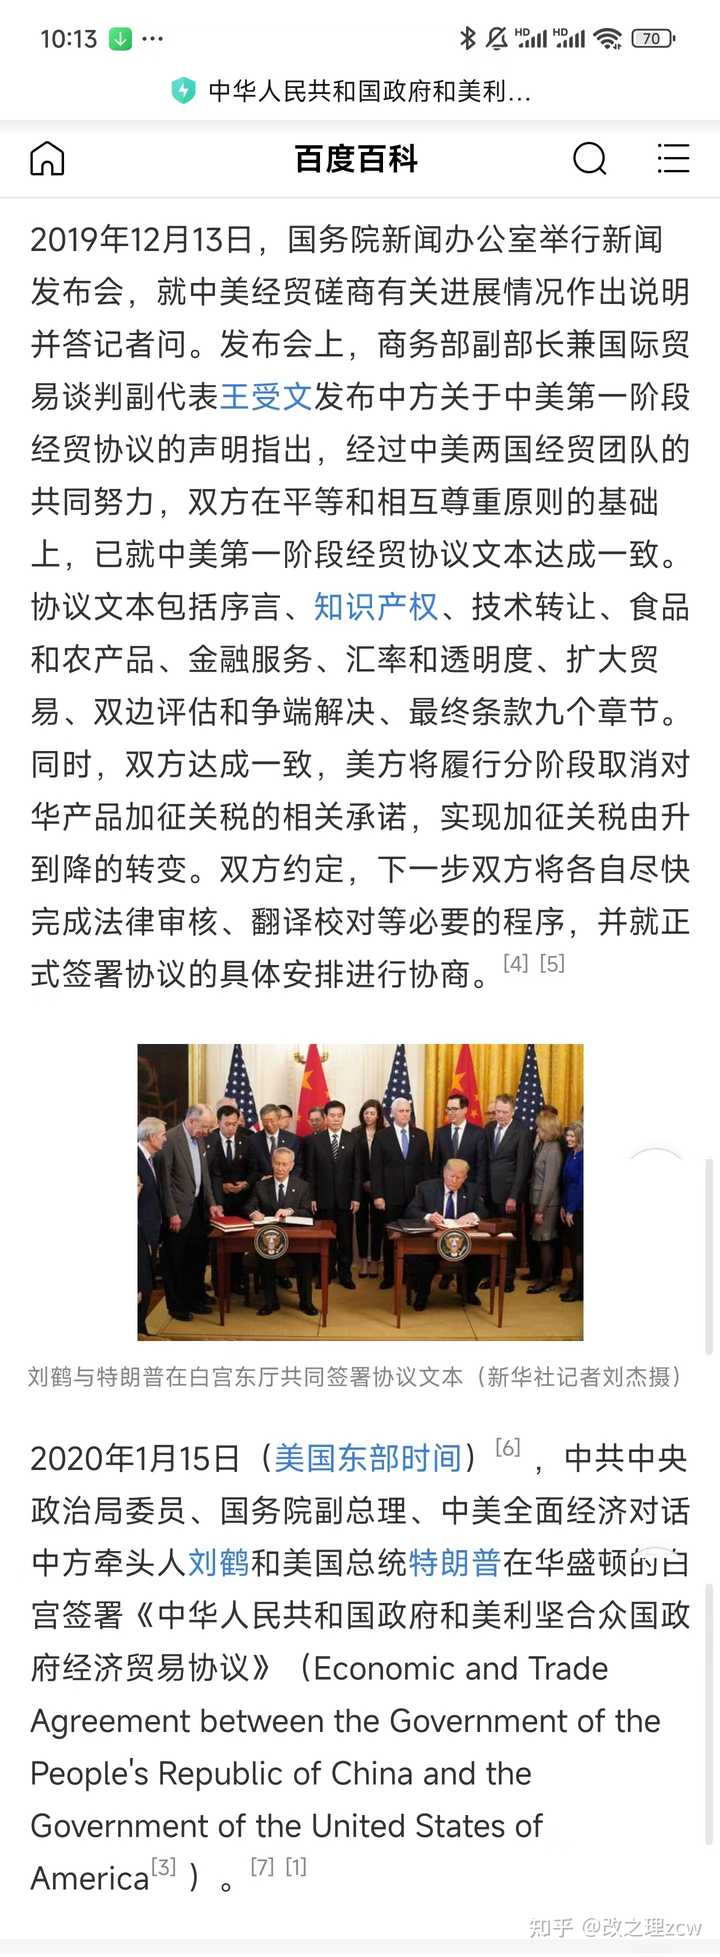 10:13
HD HD 70
中华人民共和国政府和美利...
百度百科
2019年12月13日，国务院新闻办公室举行新闻
发布会，就中美经贸磋商有关进展情况作出说明
并答记者问。发布会上，商务部副部长兼国际贸
易谈判副代表王受文发布中方关于中美第一阶段
经贸协议的声明指出，经过中美两国经贸团队的
共同努力，双方在平等和相互尊重原则的基础
上，已就中美第一阶段经贸协议文本达成一致。
协议文本包括序言、知识产权、技术转让、食品
和农产品、金融服务、汇率和透明度、扩大贸
易、双边评估和争端解决、最终条款九个章节。
同时，双方达成一致，美方将履行分阶段取消对
华产品加征关税的相关承诺，实现加征关税由升
到降的转变。双方约定，下一步双方将各自尽快
完成法律审核、翻译校对等必要的程序，并就正
式签署协议的具体安排进行协商。[4] [5]
刘鹤与特朗普在白宫东厅共同签署协议文本（新华社记者刘杰摄）
2020年1月15日（美国东部时间）[6]，中共中央
政治局委员、国务院副总理、中美全面经济对话
中方牵头人刘鹤和美国总统特朗普在华盛顿的白
宫签署《中华人民共和国政府和美利坚合众国政
府经济贸易协议》（Economic and Trade
Agreement between the Government of the
People's Republic of China and the
Government of the United States of
America[3]）。[7] [1]
知乎 @改之理zcw